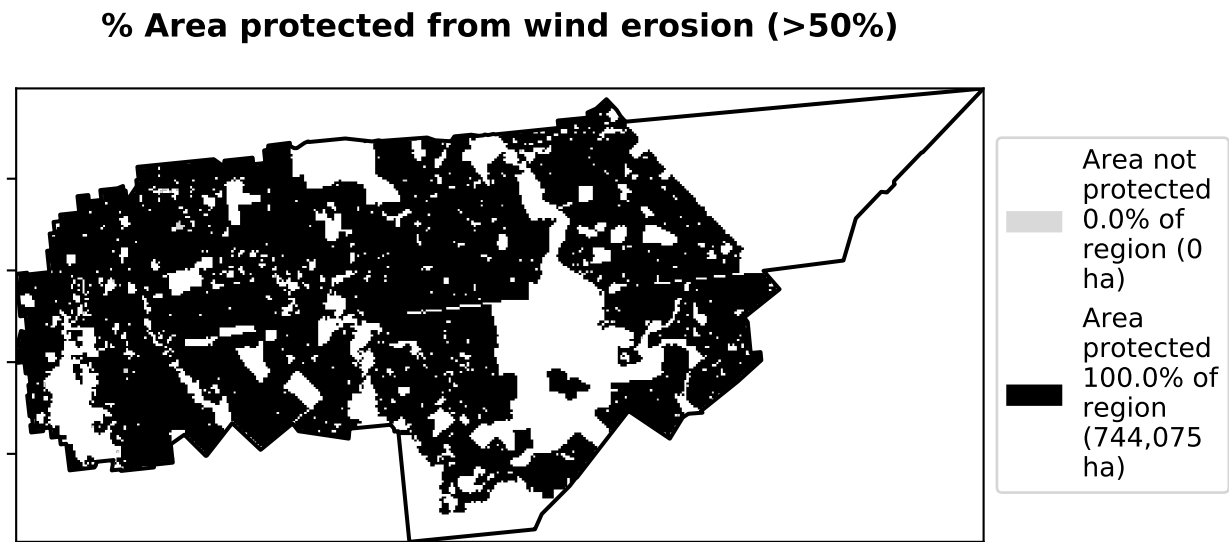 % Area protected from wind erosion (>50%)
Area not
protected
0.0% of
region (0
ha)
Area
protected
100.0% of
region
(744,075
ha)